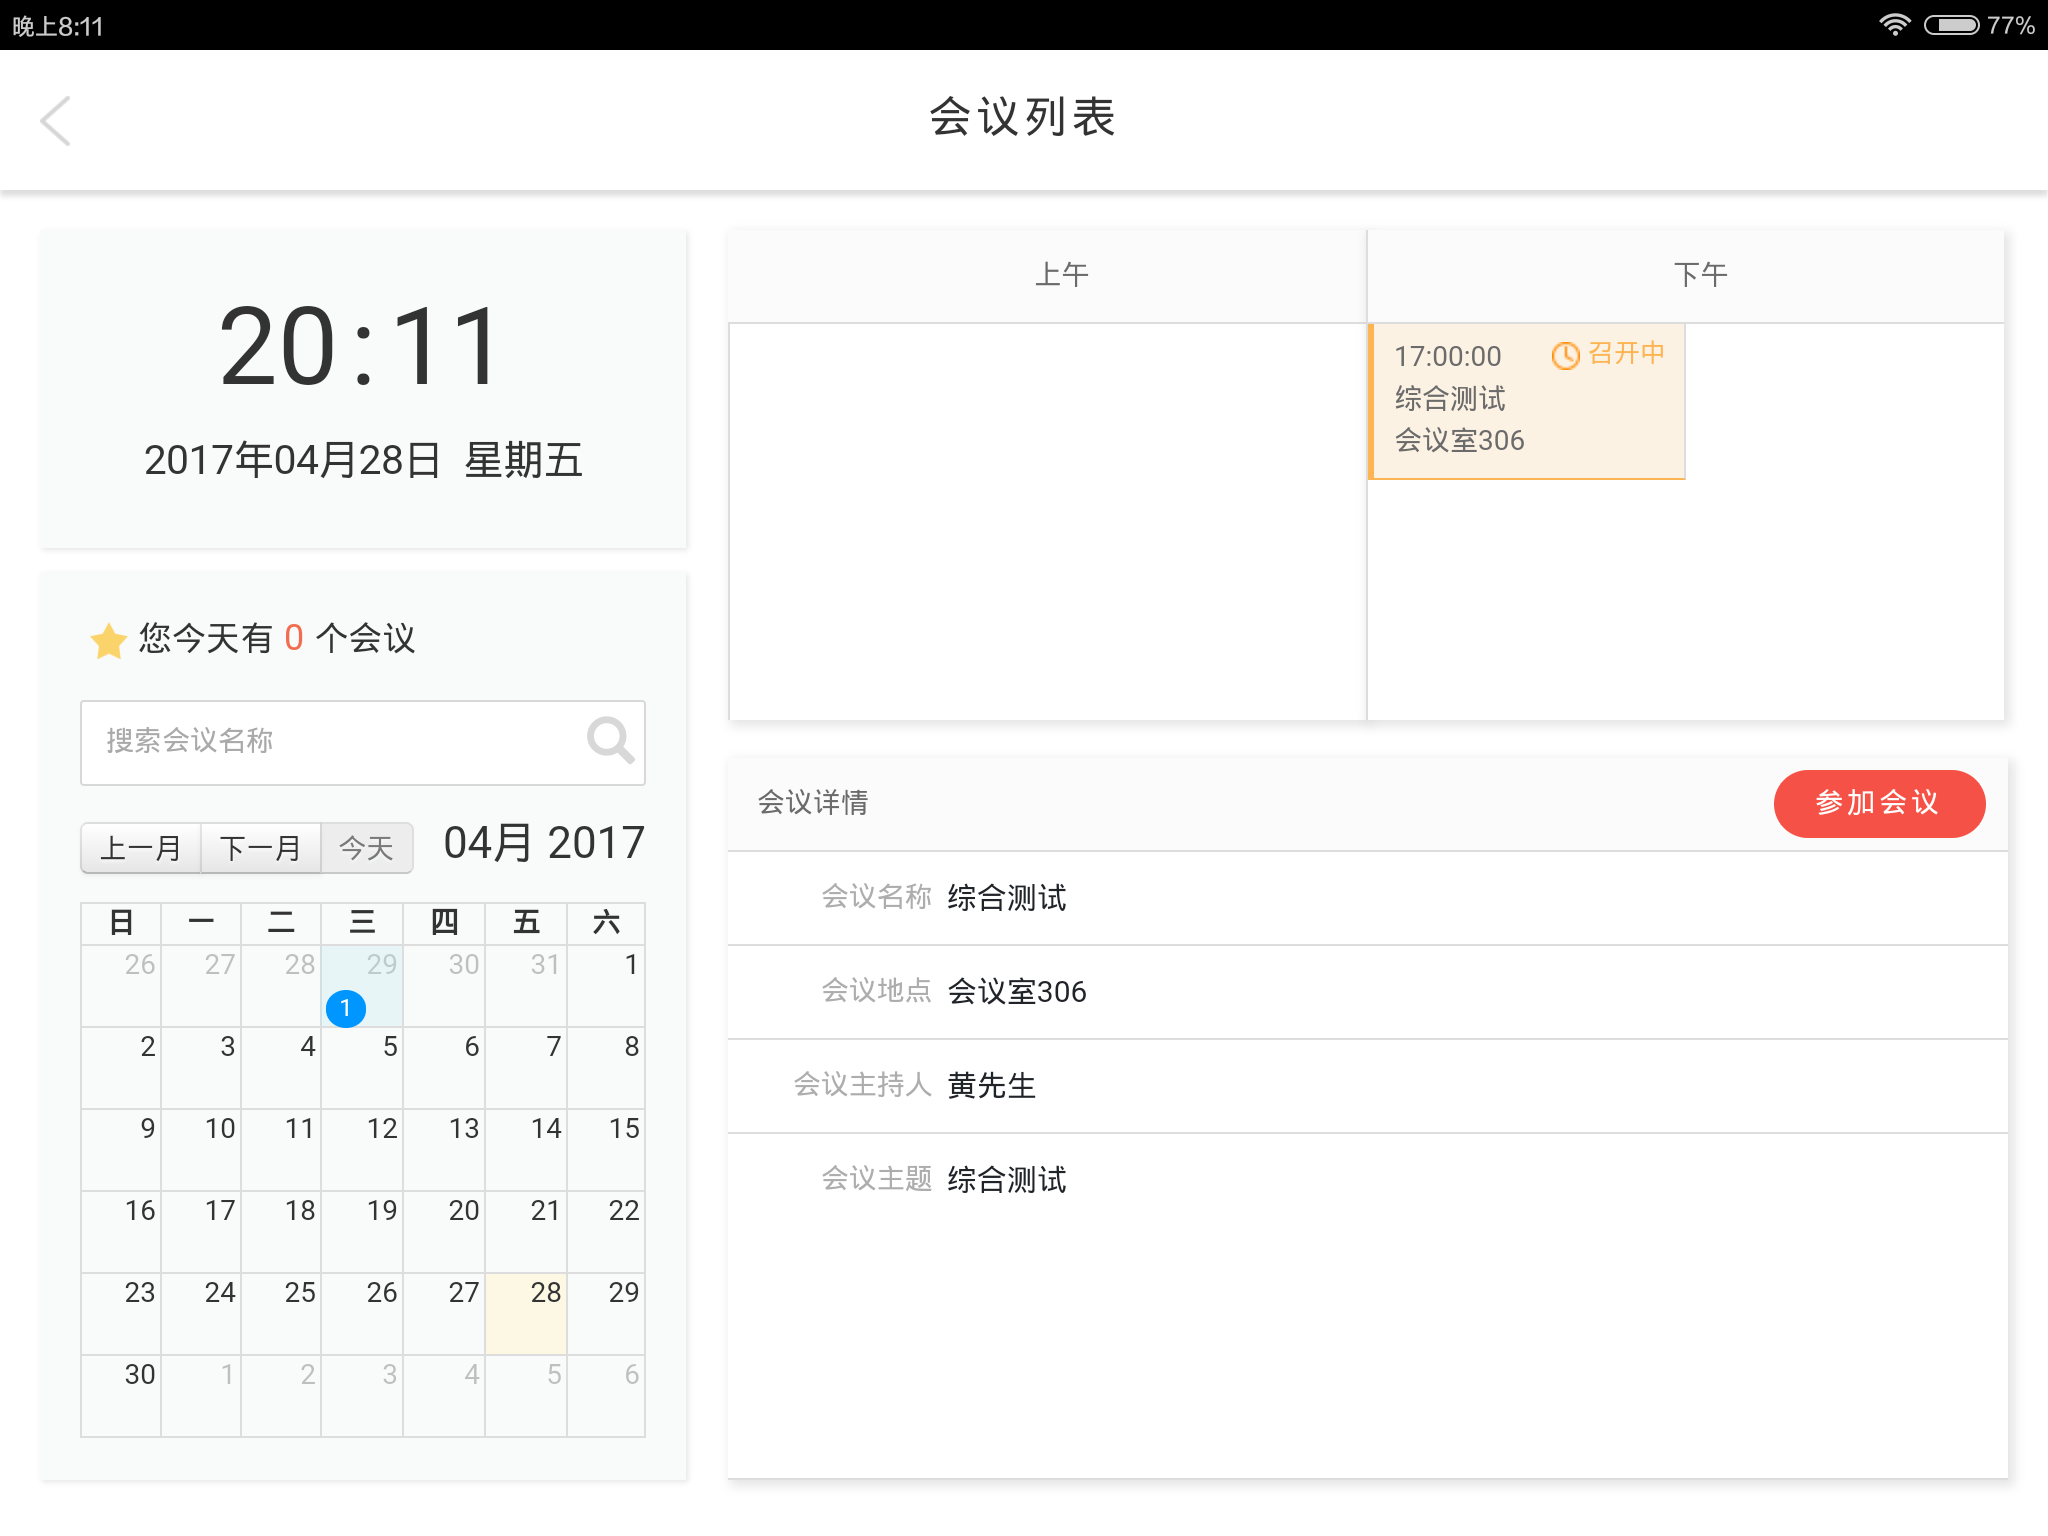 晚上8:11
77%
会议列表
20:11
2017年04月28日 星期五
您今天有 0 个会议
搜索会议名称
上一月 下一月 今天 04月 2017
日 一 二 三 四 五 六
26 27 28 29 30 31 1
1
2 3 4 5 6 7 8
9 10 11 12 13 14 15
16 17 18 19 20 21 22
23 24 25 26 27 28 29
30 1 2 3 4 5 6
上午 下午
17:00:00 召开中
综合测试
会议室306
会议详情 参加会议
会议名称 综合测试
会议地点 会议室306
会议主持人 黄先生
会议主题 综合测试